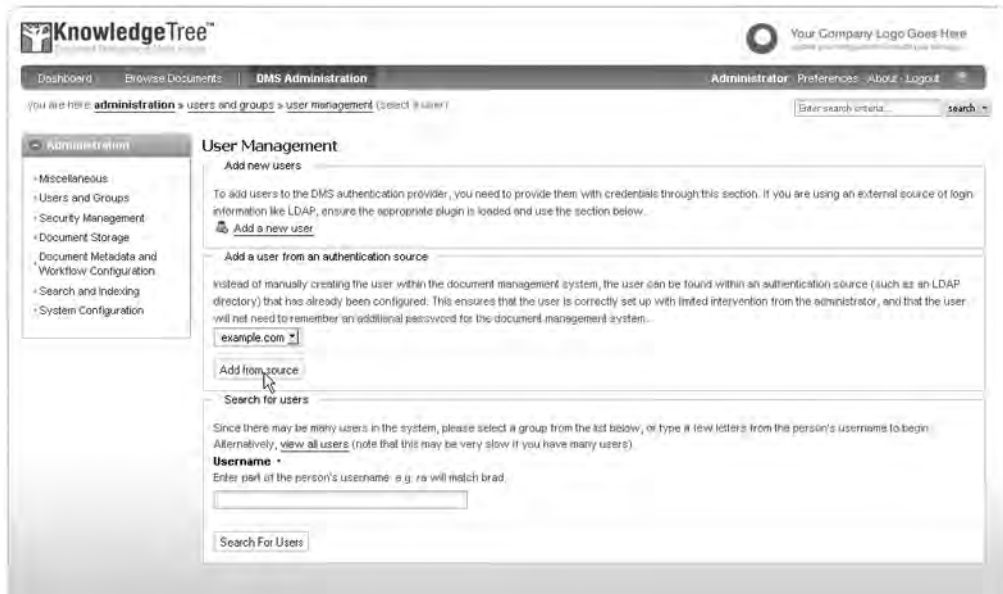 KnowledgeTree™
Your Company Logo Goes Here
Dashboard Browse Documents | DMS Administration
Administrator Preferences About Logout
you are here: administration » users and groups » user management (select a user)
Enter search criteria... search
Administration
Miscellaneous
Users and Groups
Security Management
Document Storage
Document Metadata and
Workflow Configuration
Search and Indexing
System Configuration
User Management
Add new users
To add users to the DMS authentication provider, you need to provide them with credentials through this section. If you are using an external source of login
information like LDAP, ensure the appropriate plugin is loaded and use the section below.
Add a new user
Add a user from an authentication source
Instead of manually creating the user within the document management system, the user can be found within an authentication source (such as an LDAP
directory) that has already been configured. This ensures that the user is correctly set up with limited intervention from the administrator, and that the user
will not need to remember an additional password for the document management system.
example.com
Add from source
Search for users
Since there may be many users in the system, please select a group from the list below, or type a few letters from the person's username to begin.
Alternatively, view all users (note that this may be very slow if you have many users).
Username
Enter part of the person's username. e.g. ra will match brad.
Search For Users